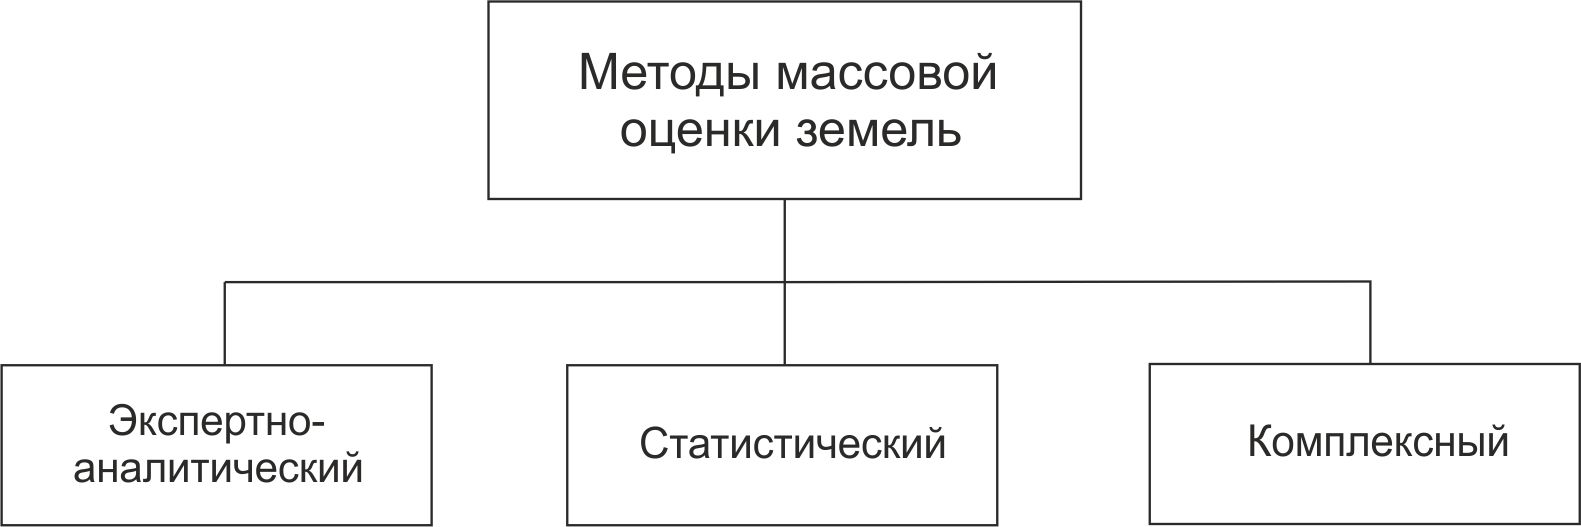 Методы массовой
оценки земель
Экспертно-
аналитический
Статистический
Комплексный